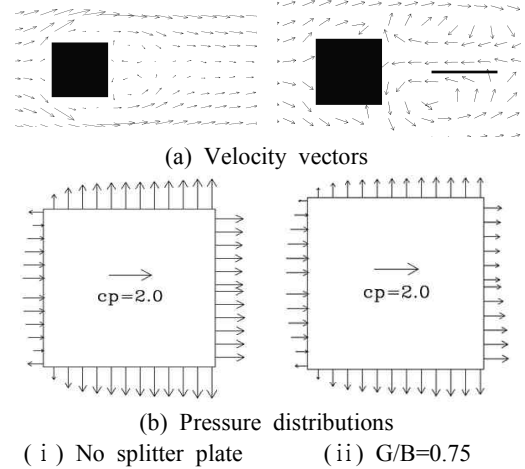 (a) Velocity vectors
cp=2.0
cp=2.0
(b) Pressure distributions
(ⅰ) No splitter plate
(ii) G/B=0.75